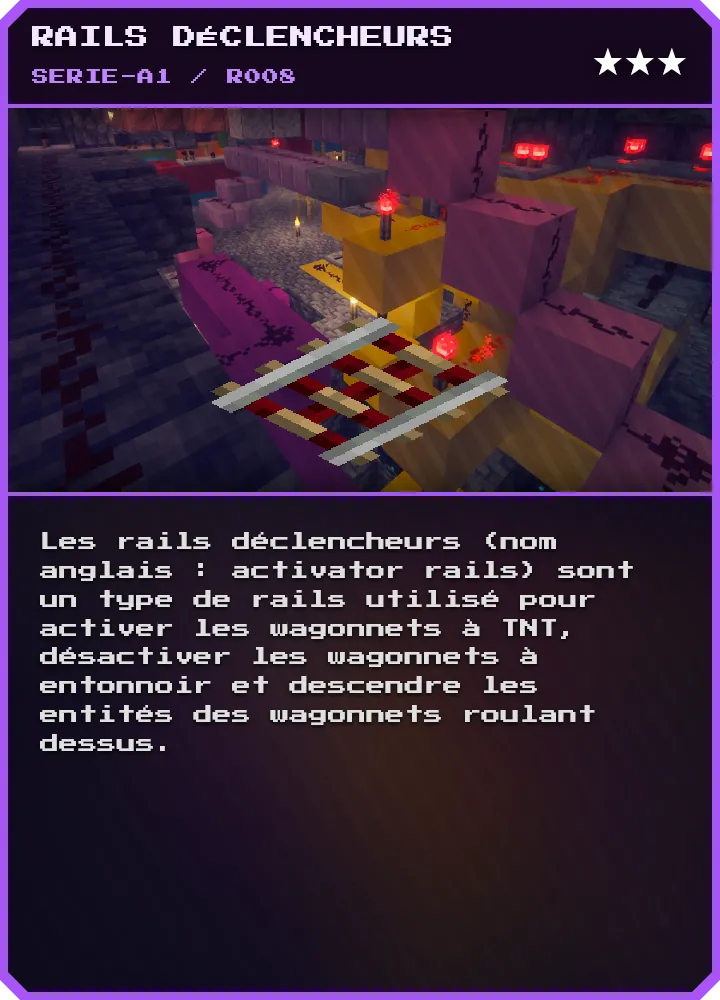 RAILS DéCLENCHEURS
SERIE-A1 / R008
★★★
Les rails déclencheurs (nom
anglais : activator rails) sont
un type de rails utilisé pour
activer les wagonnets à TNT,
désactiver les wagonnets à
entonnoir et descendre les
entités des wagonnets roulant
dessus.